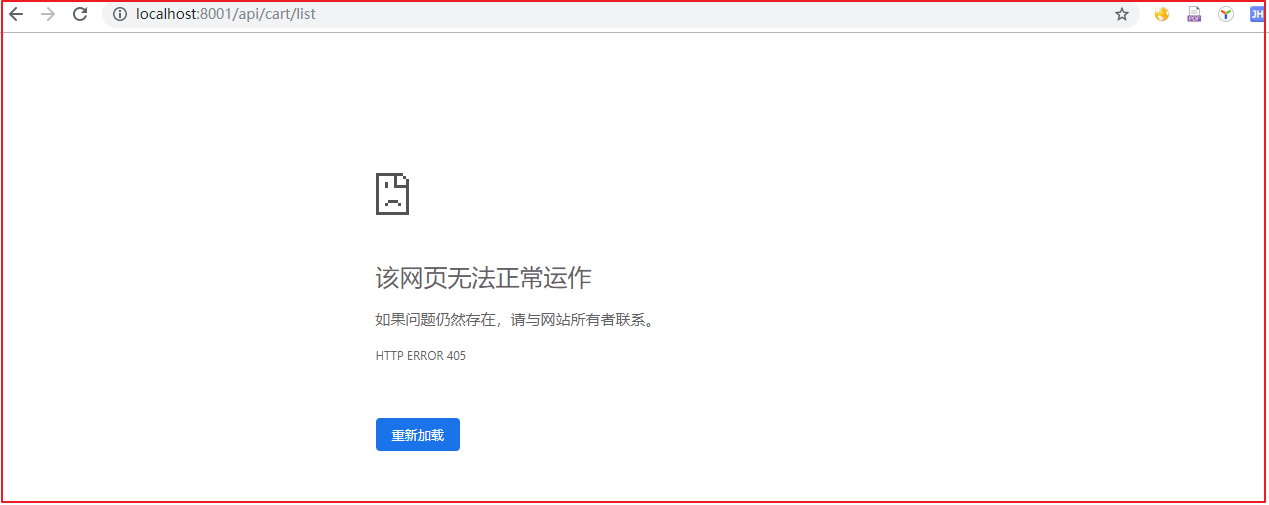 localhost:8001/api/cart/list
PDF
JH
该网页无法正常运作
如果问题仍然存在，请与网站所有者联系。
HTTP ERROR 405
重新加载